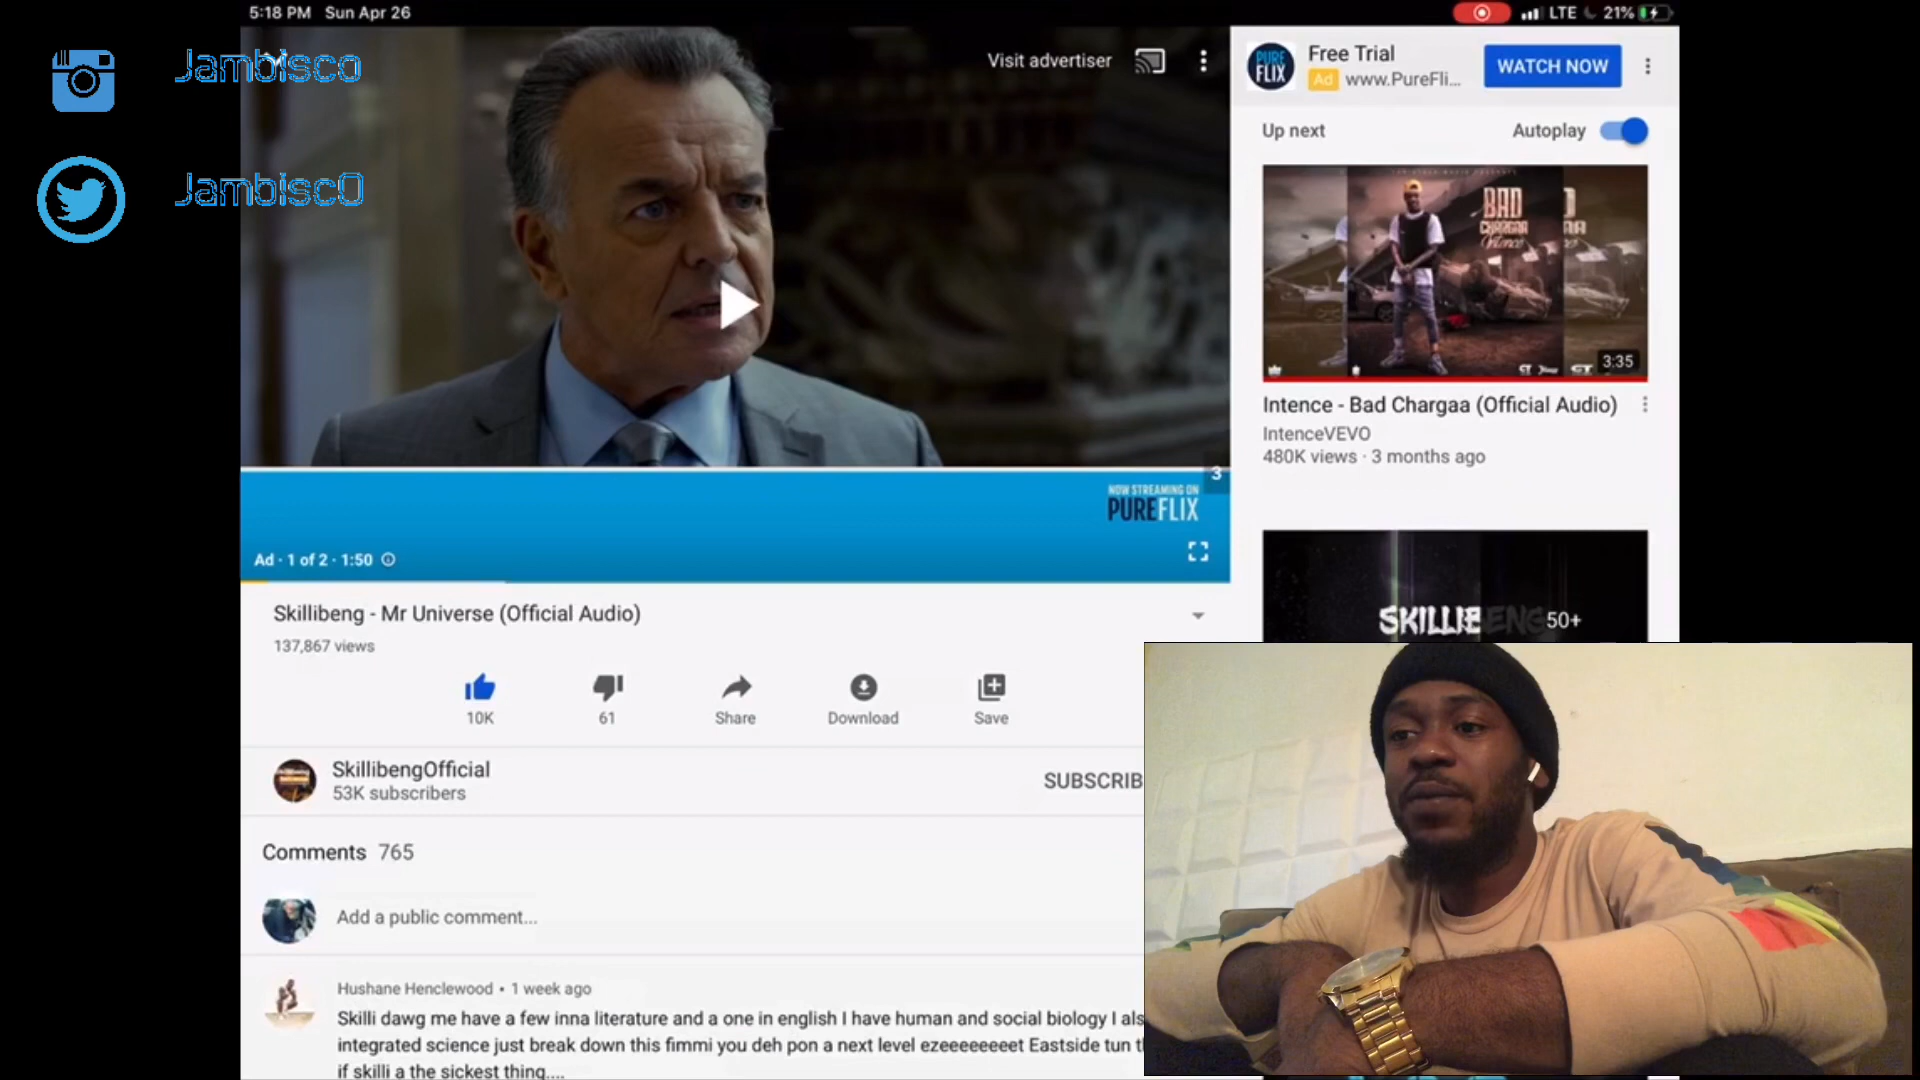 5:18 PM Sun Apr 26
LTE 21%
Jambisco
Jambisc0
Visit advertiser
PURE
FLIX
Free Trial
Ad www.PureFli...
WATCH NOW
Up next
Autoplay
BAD
CHARGAA
Intence
3:35
Intence - Bad Chargaa (Official Audio)
IntenceVEVO
480K views · 3 months ago
3
NOW STREAMING ON
PUREFLIX
Ad · 1 of 2 · 1:50
Skillibeng - Mr Universe (Official Audio)
137,867 views
10K
61
Share
Download
Save
SKILLIBENG
50+
SkillibengOfficial
53K subscribers
SUBSCRIB
Comments 765
Add a public comment...
Hushane Henclewood • 1 week ago
Skilli dawg me have a few inna literature and a one in english I have human and social biology I als
integrated science just break down this fimmi you deh pon a next level ezeeeeeeeet Eastside tun t
if skilli a the sickest thing....